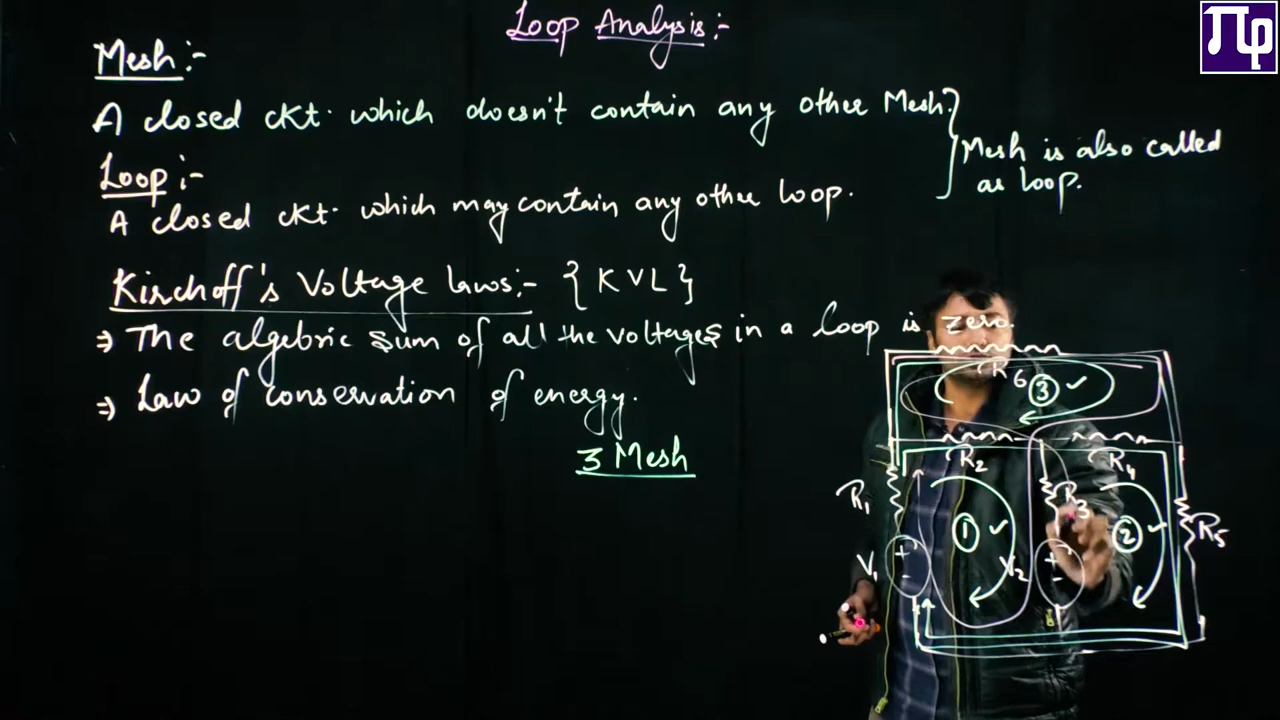 Loop Analysis:-
Πφ
Mesh:-
A closed ckt. which doesn't contain any other Mesh.
Mesh is also called
as loop.
Loop:-
A closed ckt. which may contain any other loop.
Kirchoff's Voltage laws:- {KVL}
⇒ The algebric sum of all the voltages in a loop is zero.
⇒ Law of conservation of energy.
3 Mesh
R6 3 ✓
R2 R4
R1 R3 R5
1 ✓ 2 ✓
V1 + - V2 + -